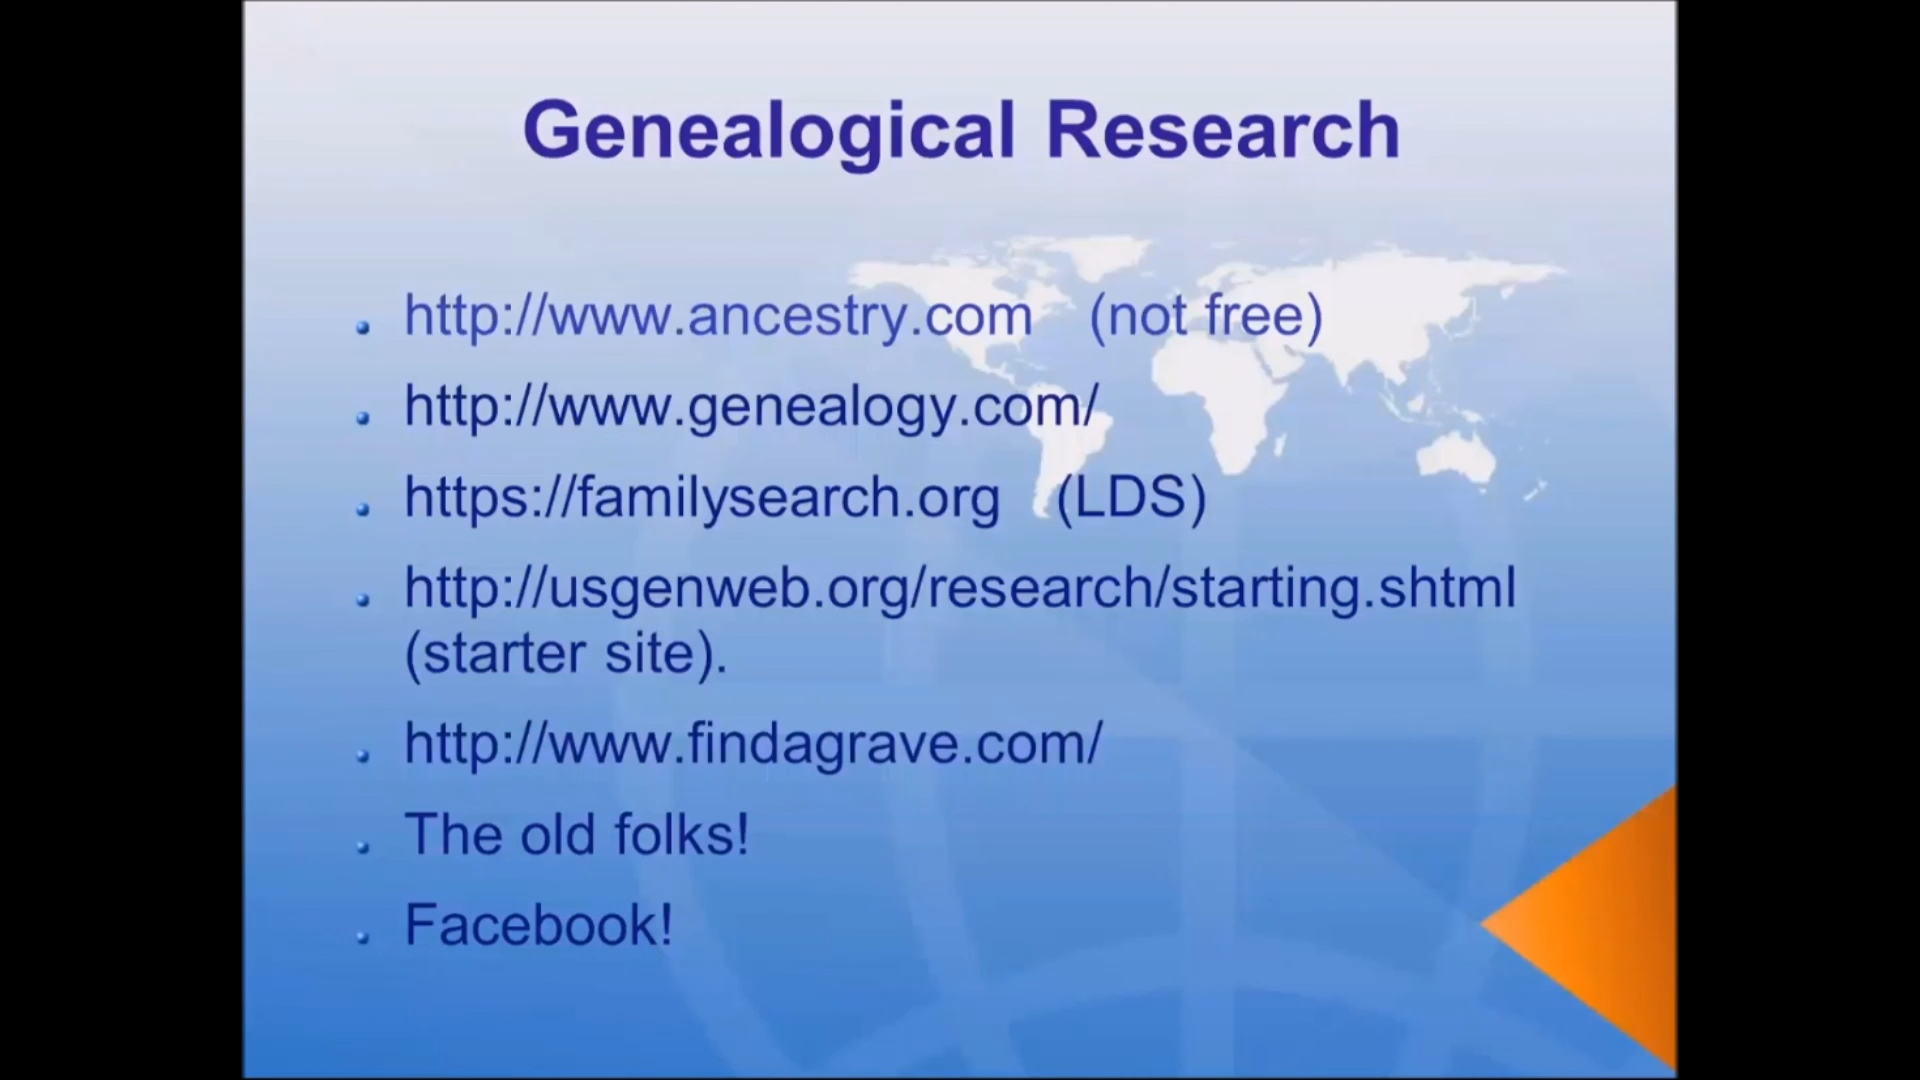 Genealogical Research
http://www.ancestry.com (not free)
http://www.genealogy.com/
https://familysearch.org (LDS)
http://usgenweb.org/research/starting.shtml
(starter site).
http://www.findagrave.com/
The old folks!
Facebook!